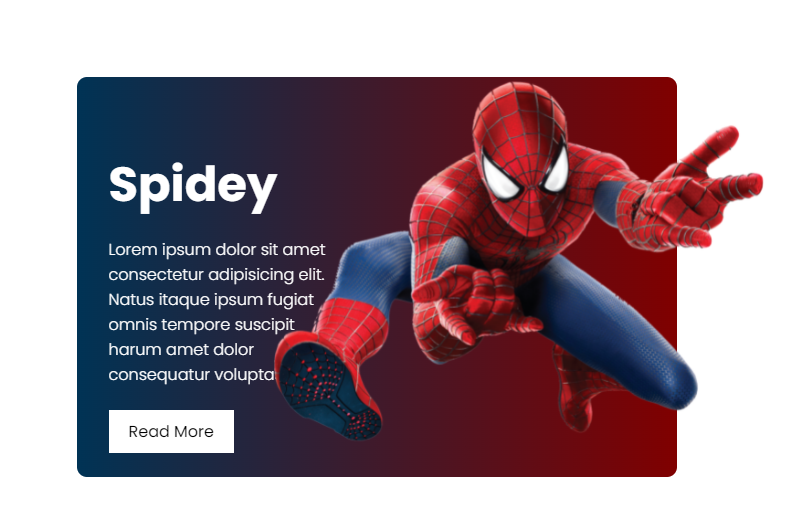 Spidey
Lorem ipsum dolor sit amet
consectetur adipisicing elit.
Natus itaque ipsum fugiat
omnis tempore suscipit
harum amet dolor
consequatur
Read More